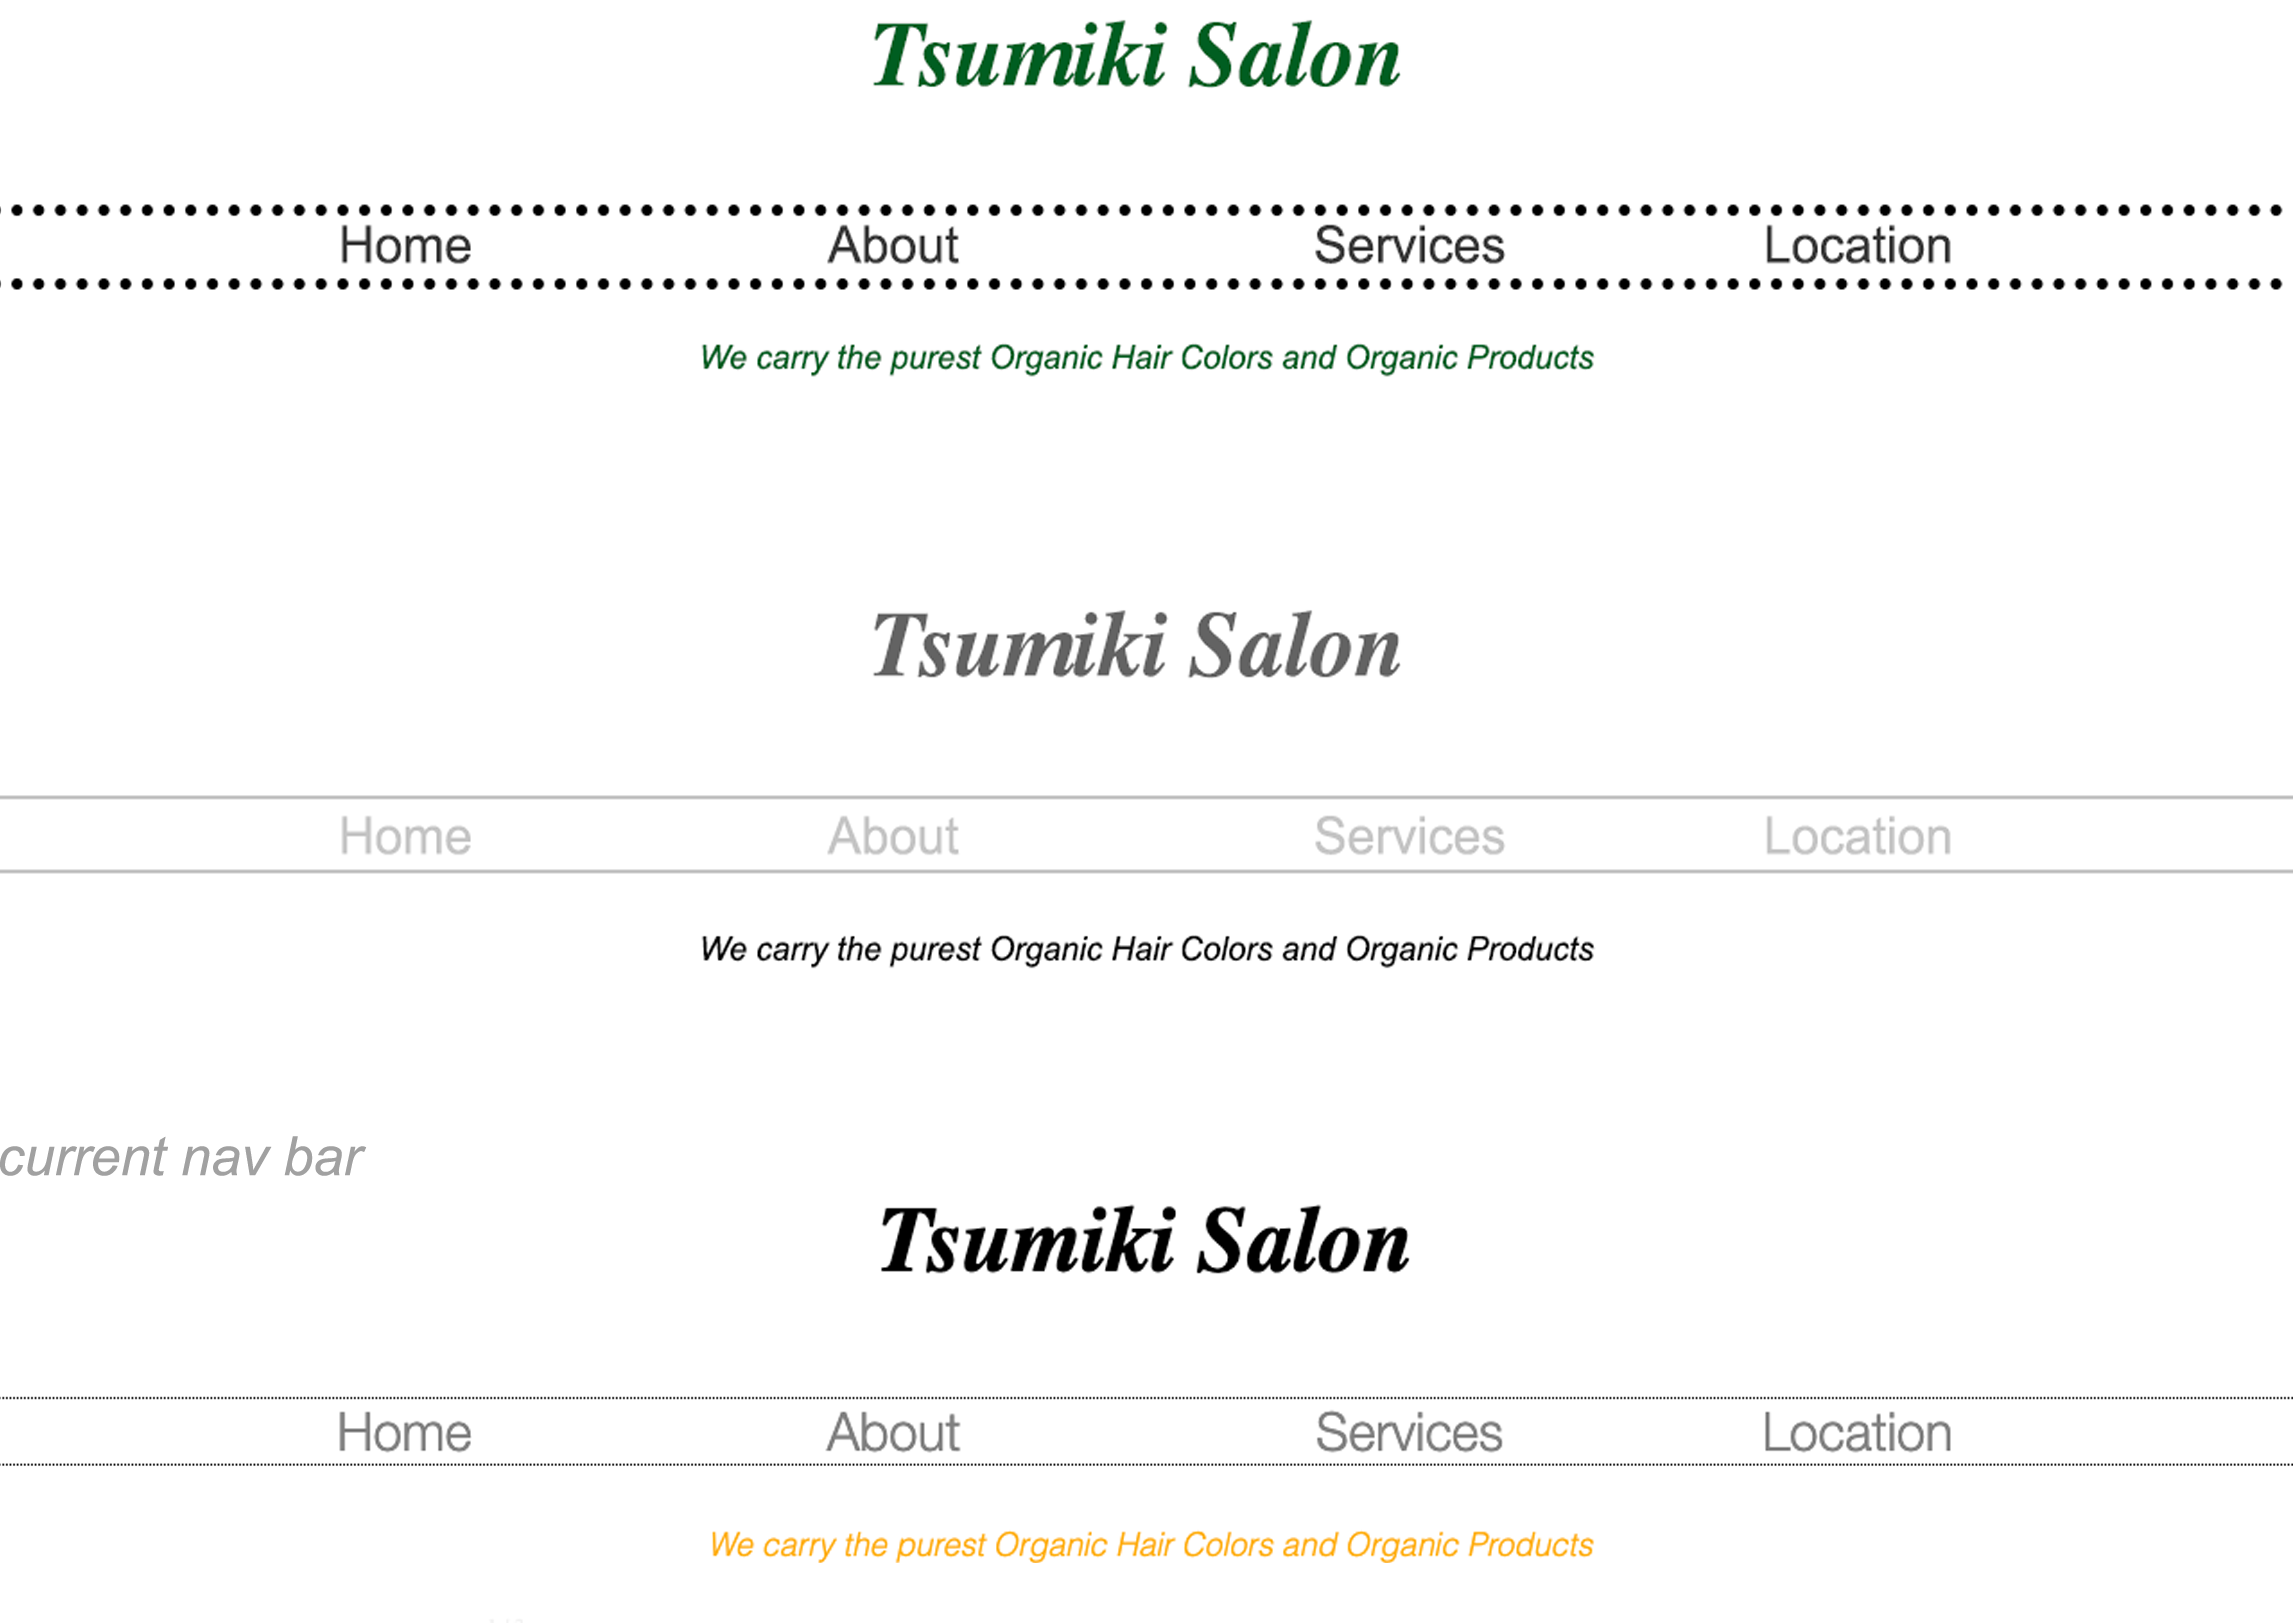 Tsumiki Salon
Home About Services Location
We carry the purest Organic Hair Colors and Organic Products
Tsumiki Salon
Home About Services Location
We carry the purest Organic Hair Colors and Organic Products
current nav bar
Tsumiki Salon
Home About Services Location
We carry the purest Organic Hair Colors and Organic Products